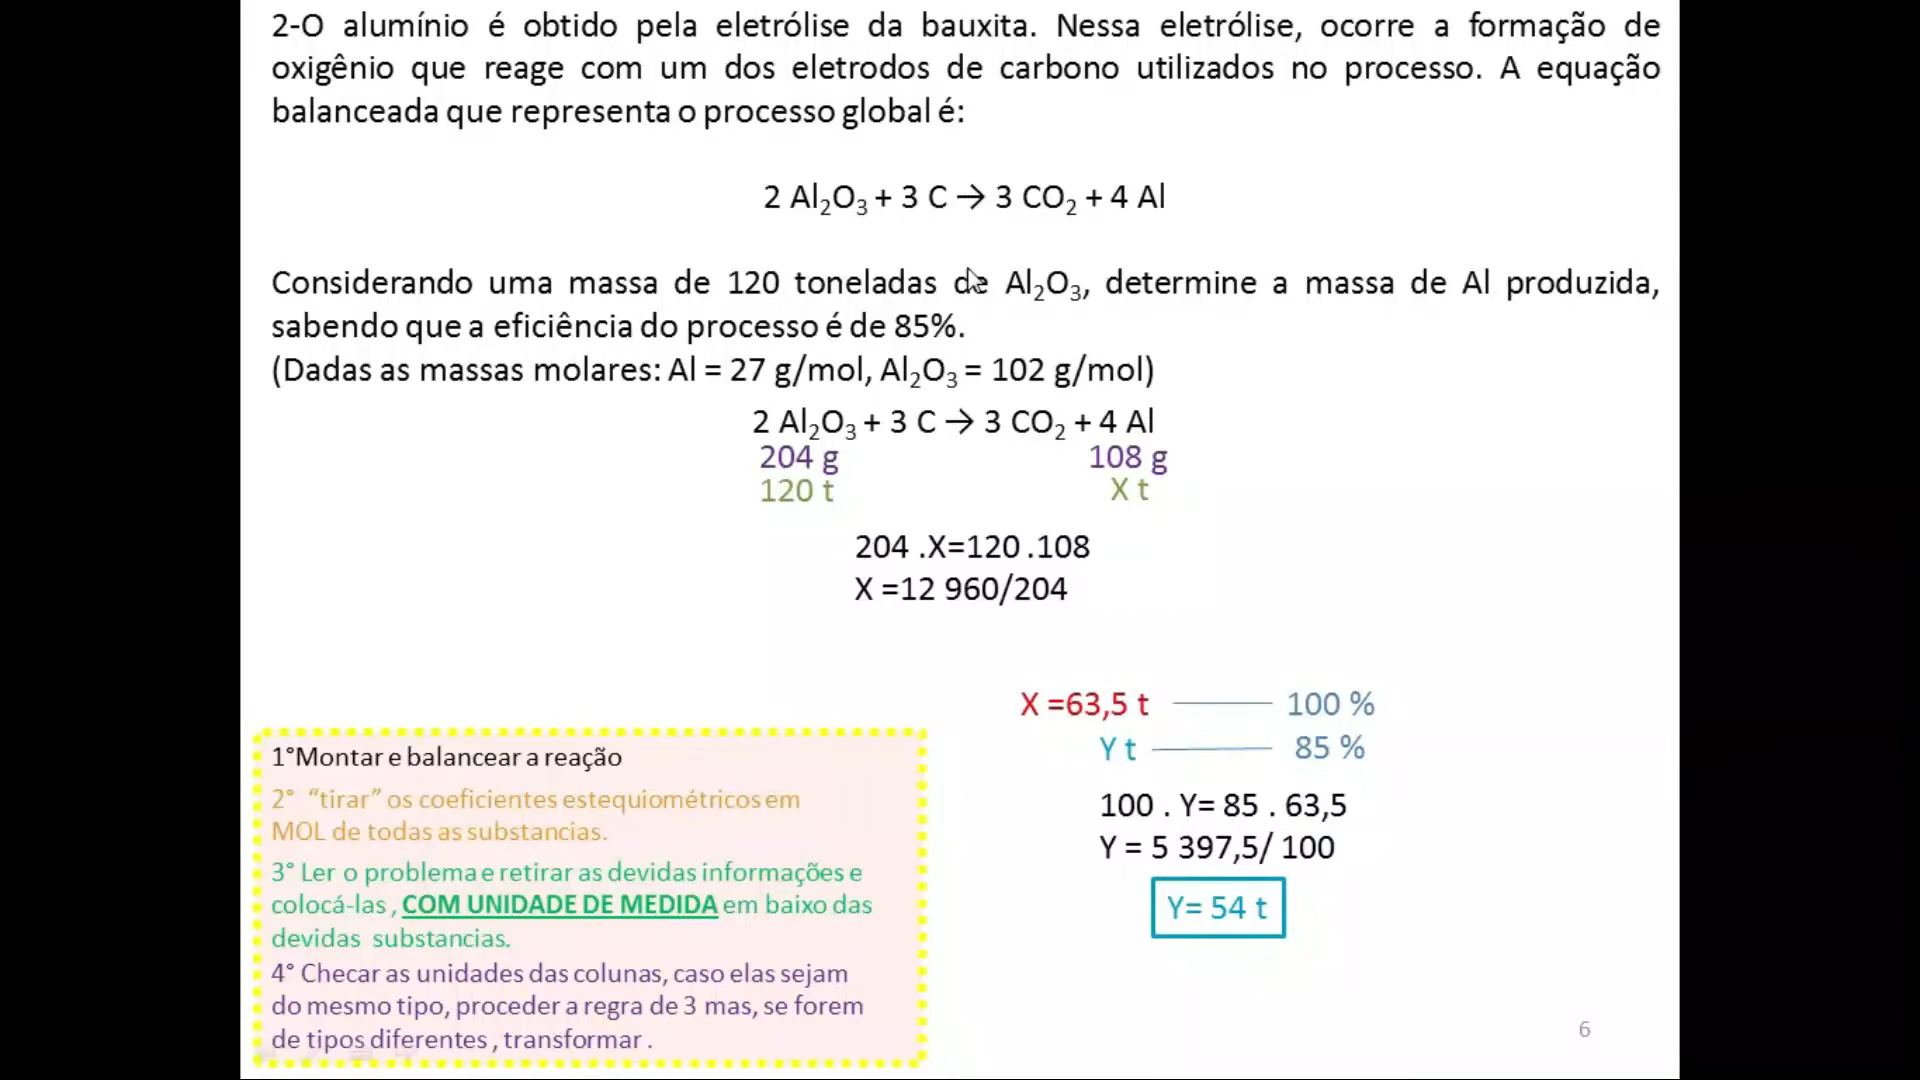 2-O alumínio é obtido pela eletrólise da bauxita. Nessa eletrólise, ocorre a formação de
oxigênio que reage com um dos eletrodos de carbono utilizados no processo. A equação
balanceada que representa o processo global é:
2 Al₂O₃ + 3 C → 3 CO₂ + 4 Al
Considerando uma massa de 120 toneladas de Al₂O₃, determine a massa de Al produzida,
sabendo que a eficiência do processo é de 85%.
(Dadas as massas molares: Al = 27 g/mol, Al₂O₃ = 102 g/mol)
2 Al₂O₃ + 3 C → 3 CO₂ + 4 Al
204 g 108 g
120 t X t
204 .X=120 .108
X =12 960/204
X =63,5 t 100 %
Y t 85 %
100 . Y= 85 . 63,5
Y = 5 397,5/ 100
Y= 54 t
1°Montar e balancear a reação
2° “tirar” os coeficientes estequiométricos em
MOL de todas as substancias.
3° Ler o problema e retirar as devidas informações e
colocá-las , COM UNIDADE DE MEDIDA em baixo das
devidas substancias.
4° Checar as unidades das colunas, caso elas sejam
do mesmo tipo, proceder a regra de 3 mas, se forem
de tipos diferentes , transformar .
6